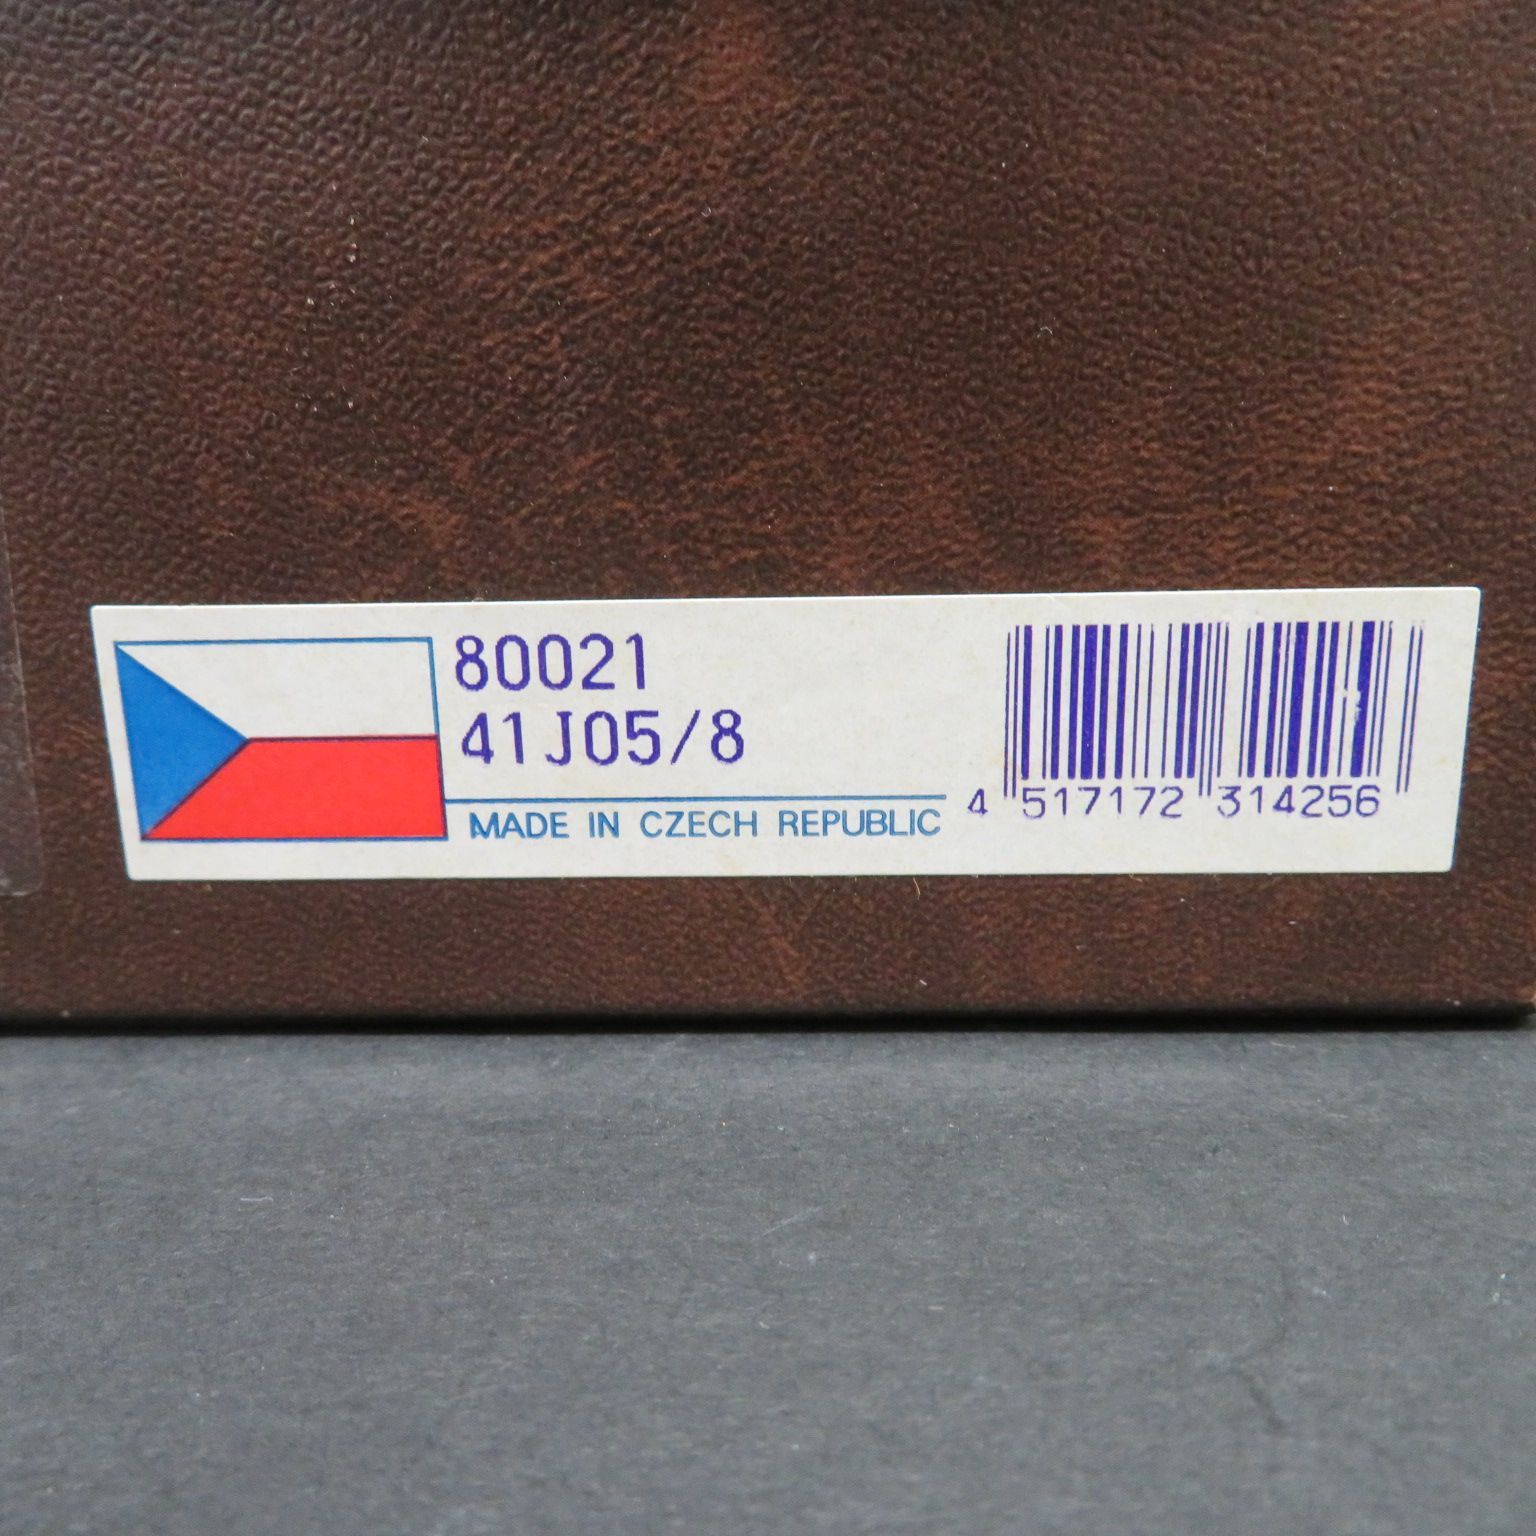 80021
41J05/8
MADE IN CZECH REPUBLIC
4 517172 314256